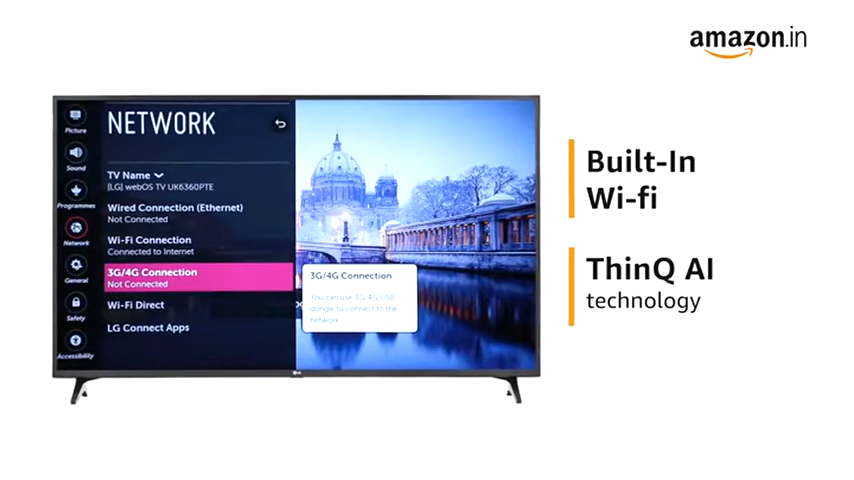 amazon.in
NETWORK
Picture
Sound
Programmes
Network
General
Safety
Accessibility
TV Name
[LG] webOS TV UK6360PTE
Wired Connection (Ethernet)
Not Connected
Wi-Fi Connection
Connected to Internet
3G/4G Connection
Not Connected
Wi-Fi Direct
LG Connect Apps
3G/4G Connection
You can use 3G/4G USB
dongle to connect to the
network.
LG
Built-In
Wi-fi
ThinQ AI
technology